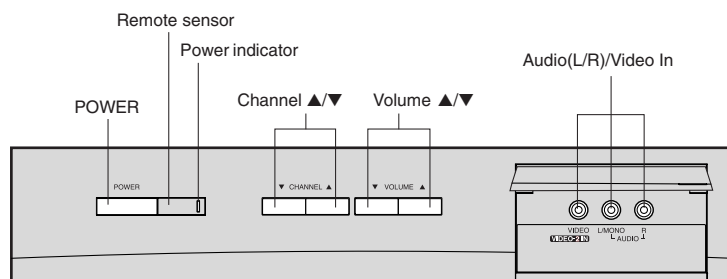 Remote sensor
Power indicator
Audio(L/R)/Video In
POWER
Channel ▲/▼
Volume ▲/▼
POWER
▼ CHANNEL ▲
▼ VOLUME ▲
VIDEO L/MONO R
VIDEO-2 IN
AUDIO